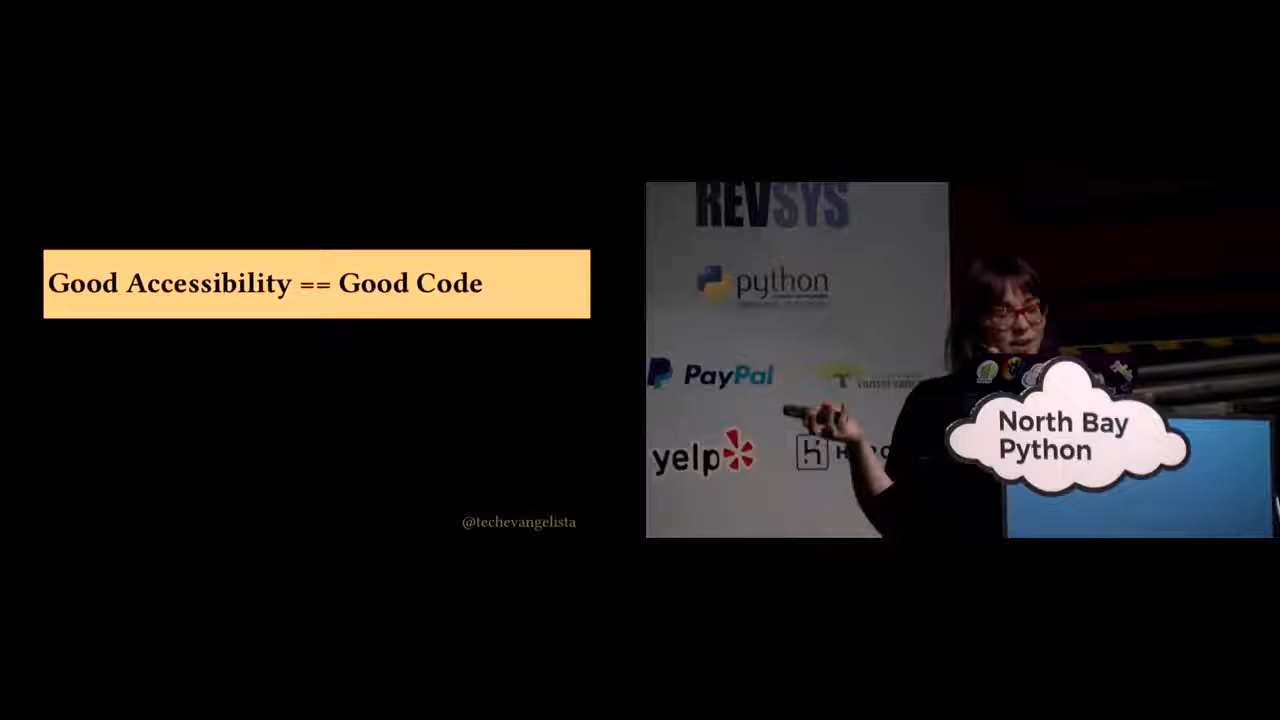 Good Accessibility == Good Code
@techevangelista
REVSYS
python
PayPal
yelp
North Bay
Python